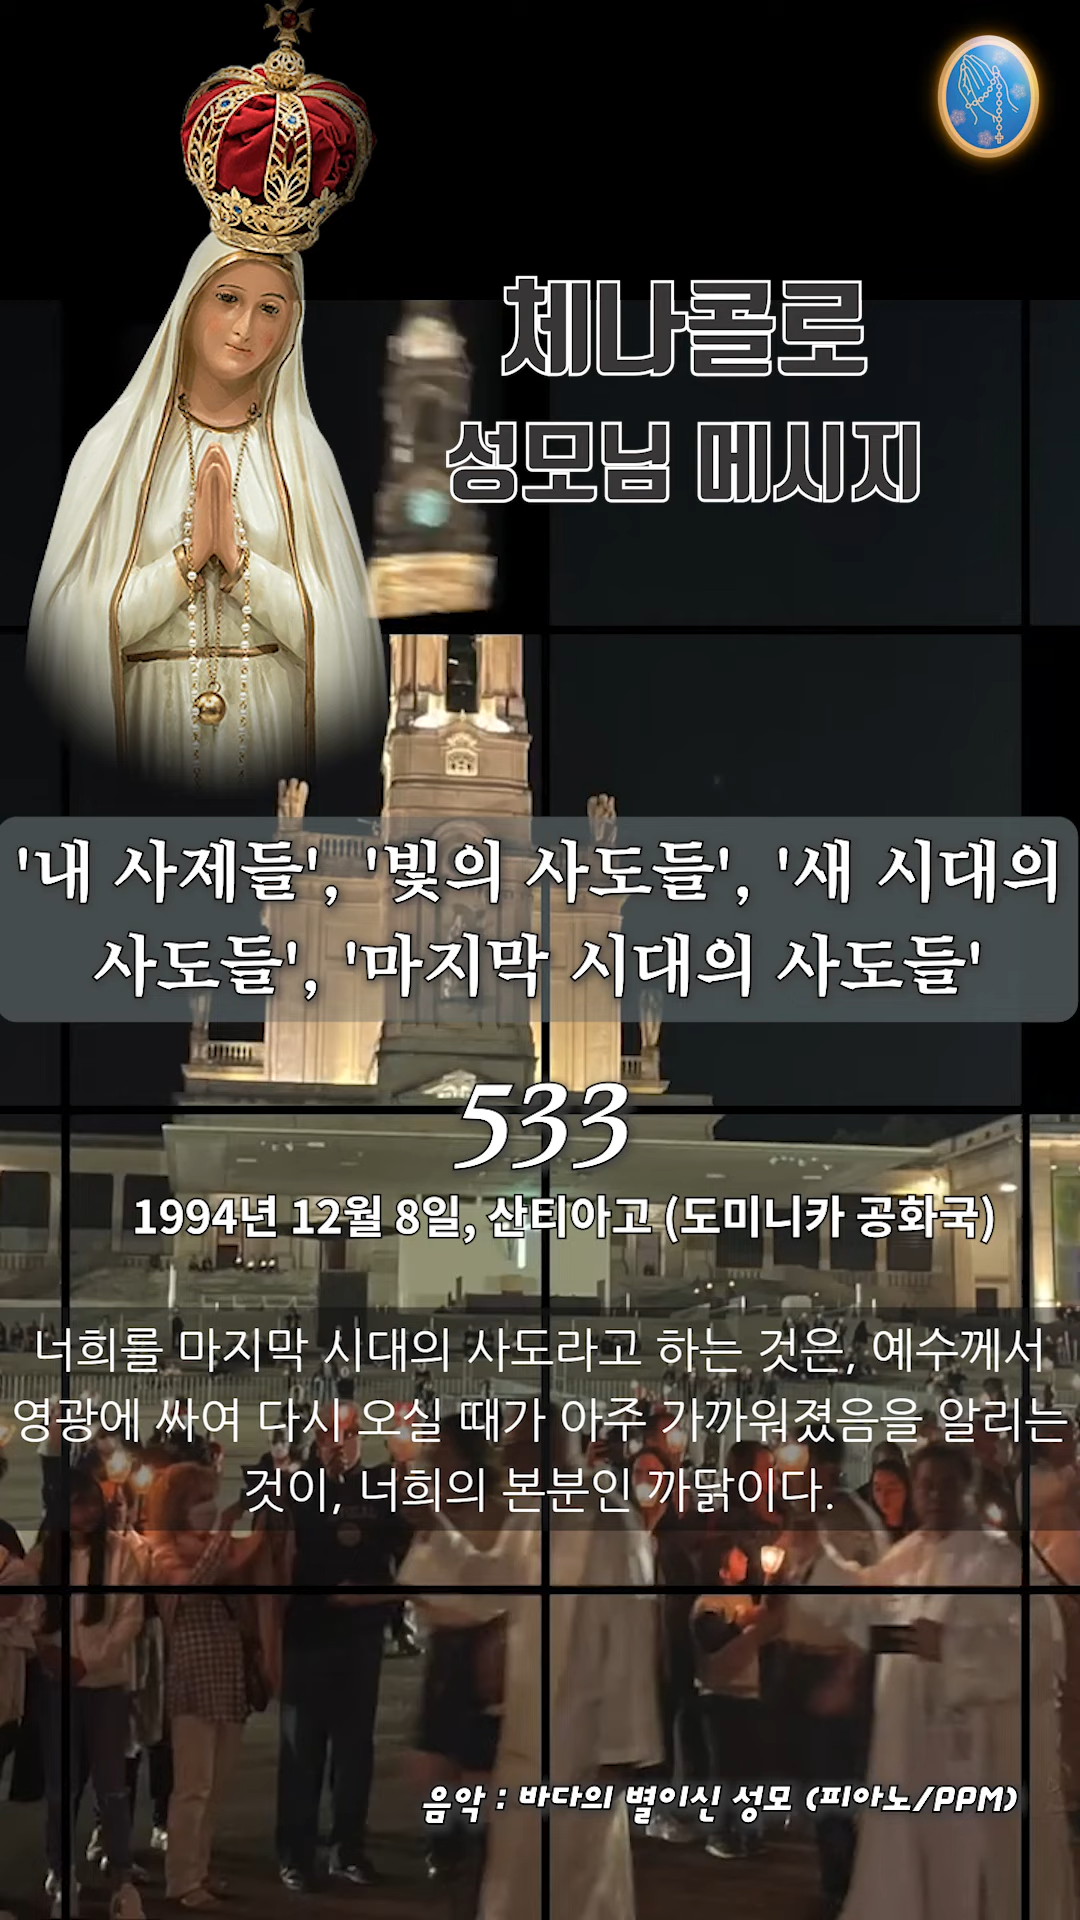 체나콜로
성모님 메시지
'내 사제들', '빛의 사도들', '새 시대의
사도들', '마지막 시대의 사도들'
533
1994년 12월 8일, 산티아고 (도미니카 공화국)
너희를 마지막 시대의 사도라고 하는 것은, 예수께서
영광에 싸여 다시 오실 때가 아주 가까워졌음을 알리는
것이, 너희의 본분인 까닭이다.
음악 : 바다의 별이신 성모 (피아노/PPM)